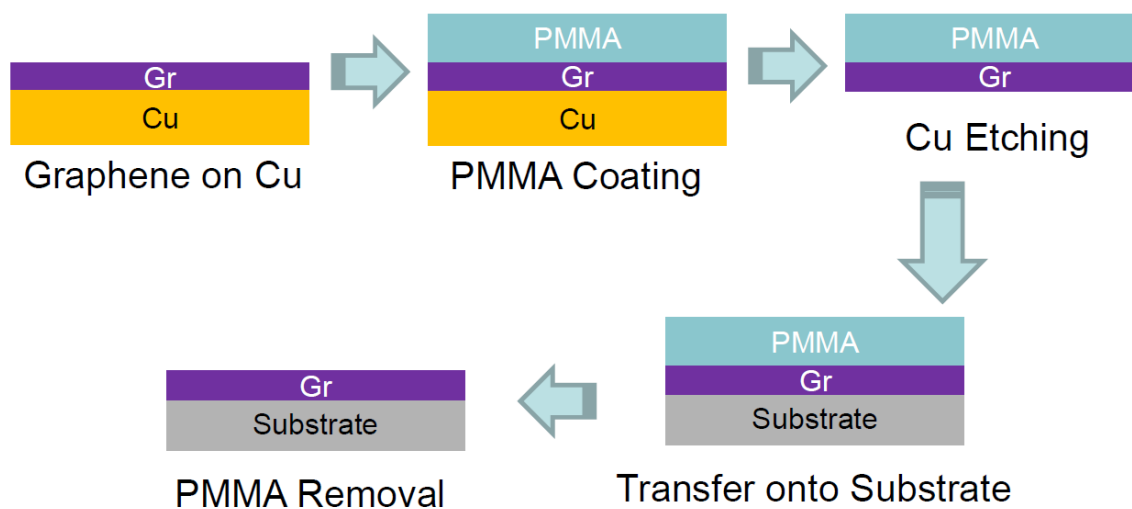 Gr
Cu
Graphene on Cu
PMMA
Gr
Cu
PMMA Coating
PMMA
Gr
Cu Etching
PMMA
Gr
Substrate
Transfer onto Substrate
Gr
Substrate
PMMA Removal